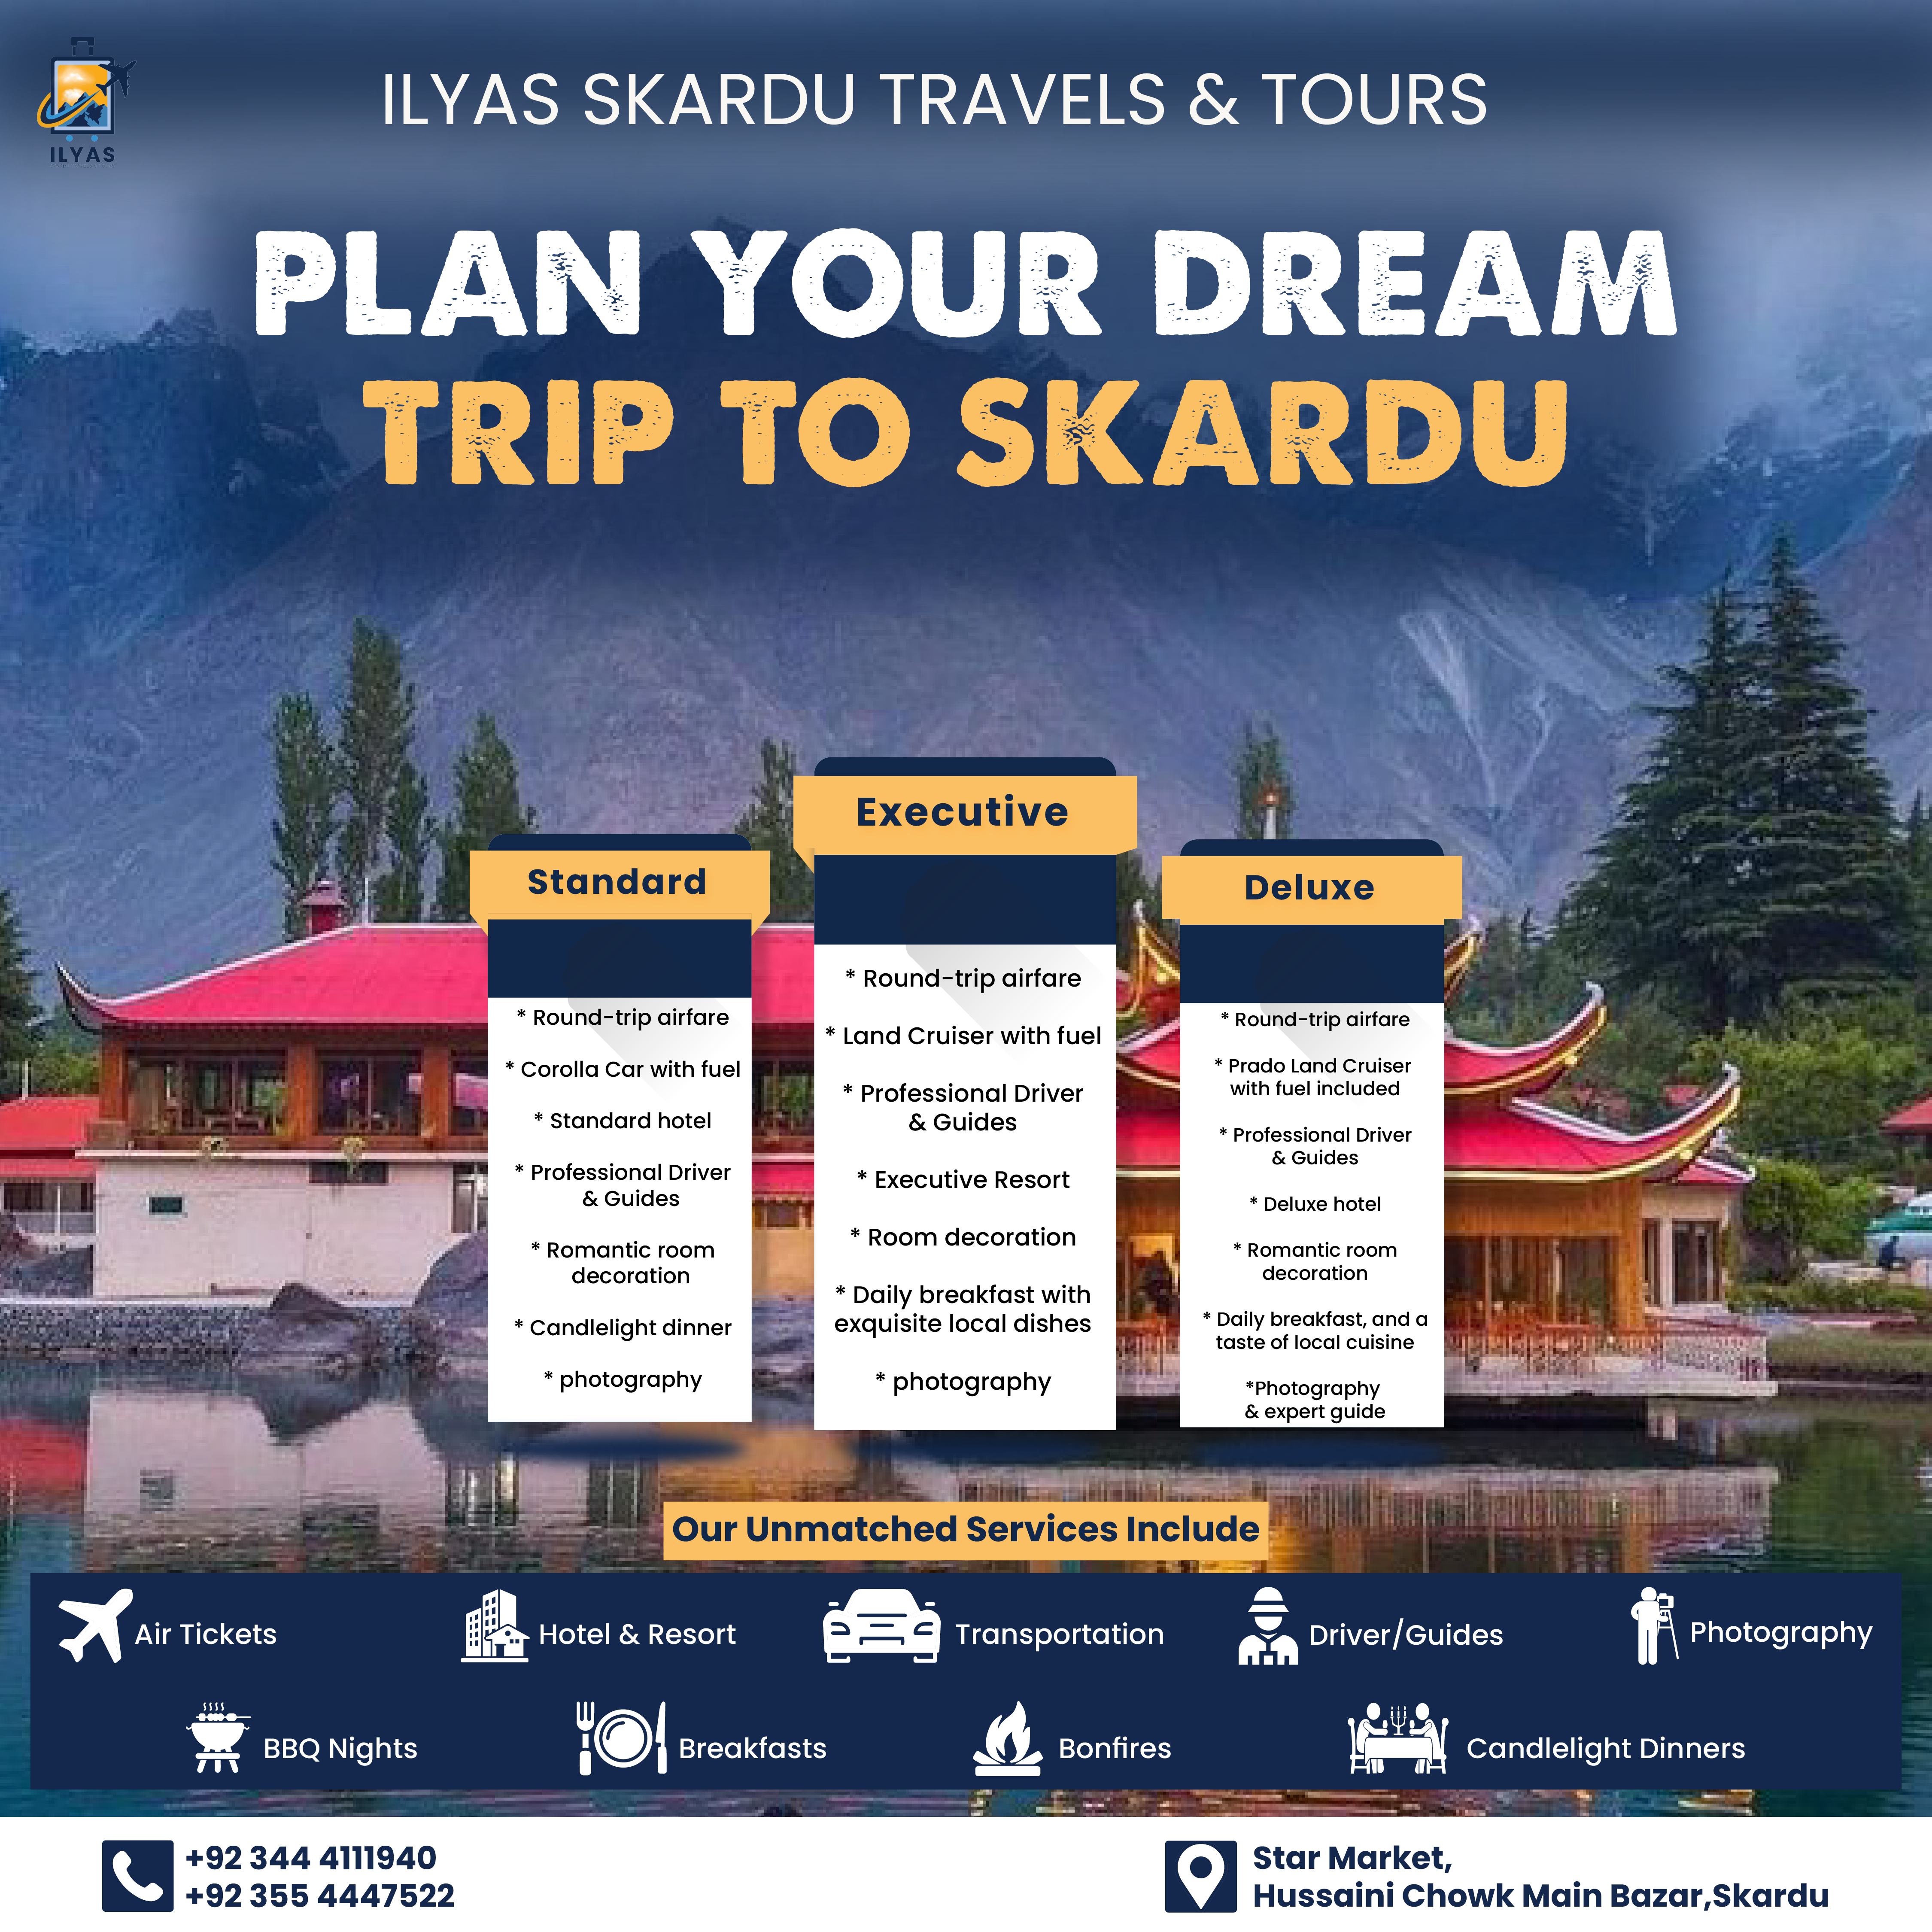 ILYAS
ILYAS SKARDU TRAVELS & TOURS
PLAN YOUR DREAM
TRIP TO SKARDU
Standard
* Round-trip airfare
* Corolla Car with fuel
* Standard hotel
* Professional Driver
& Guides
* Romantic room
decoration
* Candlelight dinner
* photography
Executive
* Round-trip airfare
* Land Cruiser with fuel
* Professional Driver
& Guides
* Executive Resort
* Room decoration
* Daily breakfast with
exquisite local dishes
* photography
Deluxe
* Round-trip airfare
* Prado Land Cruiser
with fuel included
* Professional Driver
& Guides
* Deluxe hotel
* Romantic room
decoration
* Daily breakfast, and a
taste of local cuisine
*Photography
& expert guide
Our Unmatched Services Include
Air Tickets
Hotel & Resort
Transportation
Driver/Guides
Photography
BBQ Nights
Breakfasts
Bonfires
Candlelight Dinners
+92 344 4111940
+92 355 4447522
Star Market,
Hussaini Chowk Main Bazar,Skardu